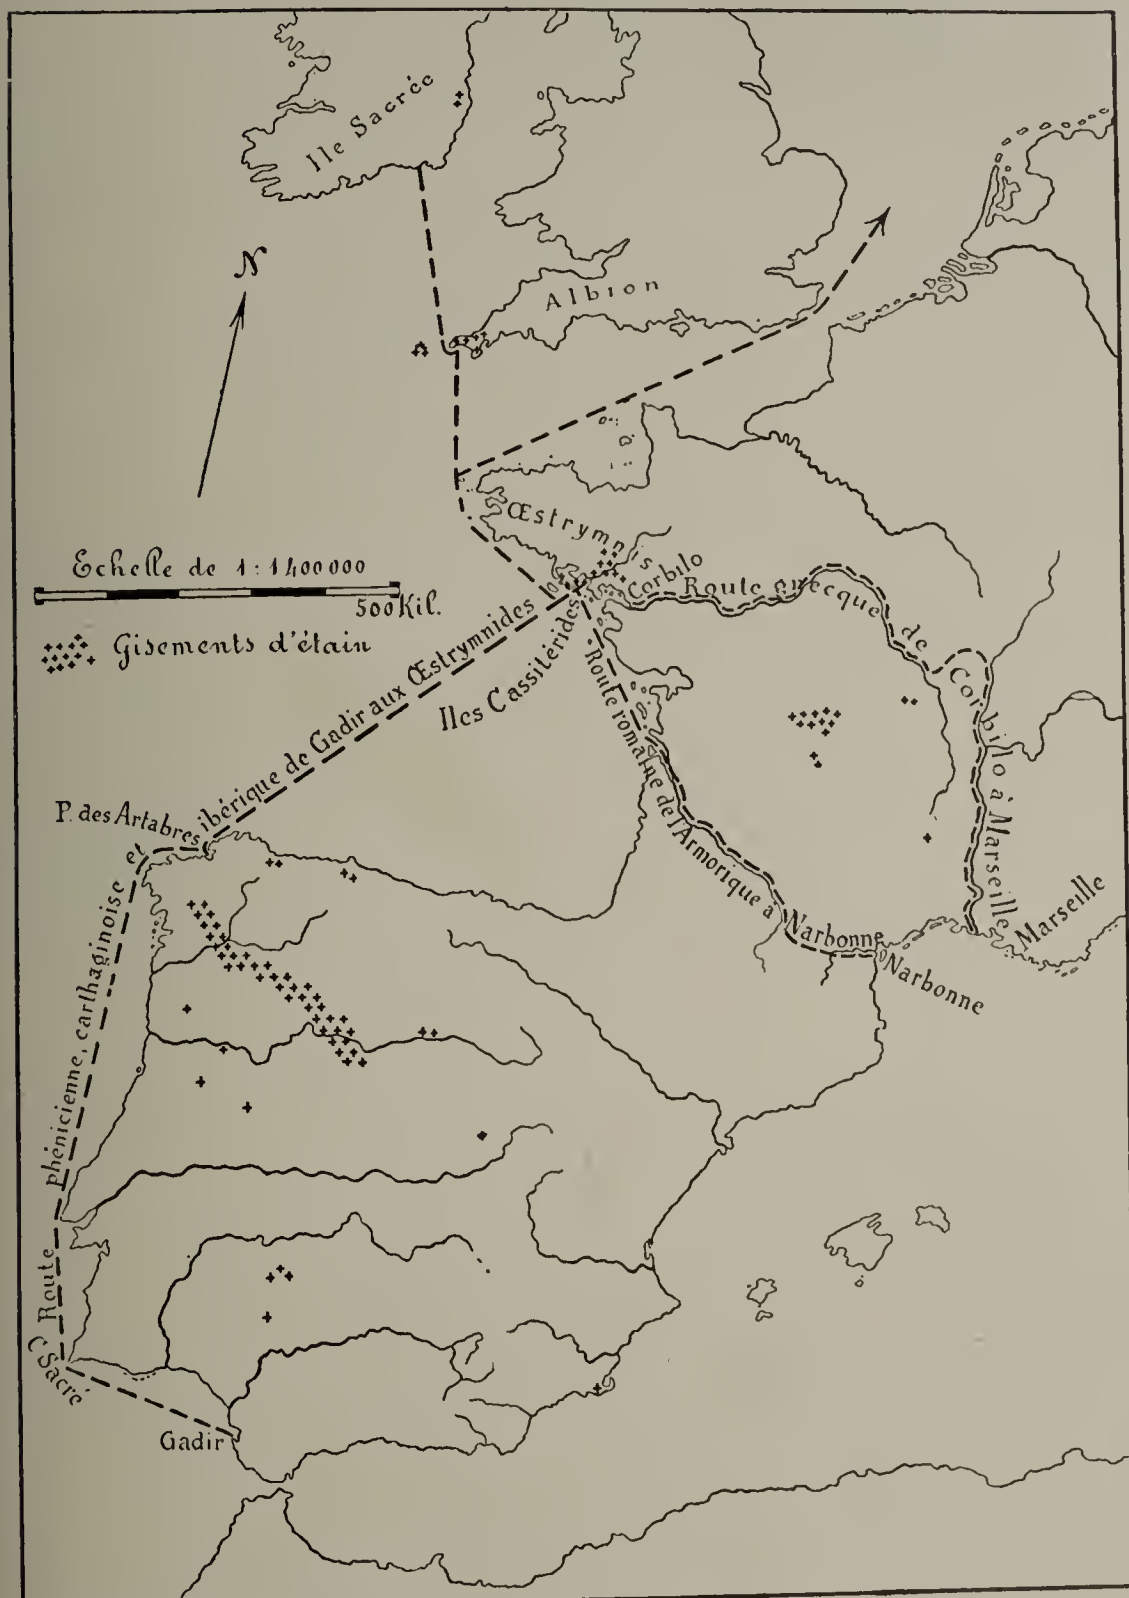 Ile Sacrée
N
Albion
Echelle de 1:1400000
500 Kil.
Gisements d'étain
Œstrymnis
Corbilo
Route grecque de Corbilo à Marseille
Iles Cassitérides
Route romaine de l'Armorique à Narbonne
Route phénicienne, carthaginoise et ibérique de Gadir aux Œstrymnides
P. des Artabres
Marseille
Narbonne
C. Sacré
Gadir